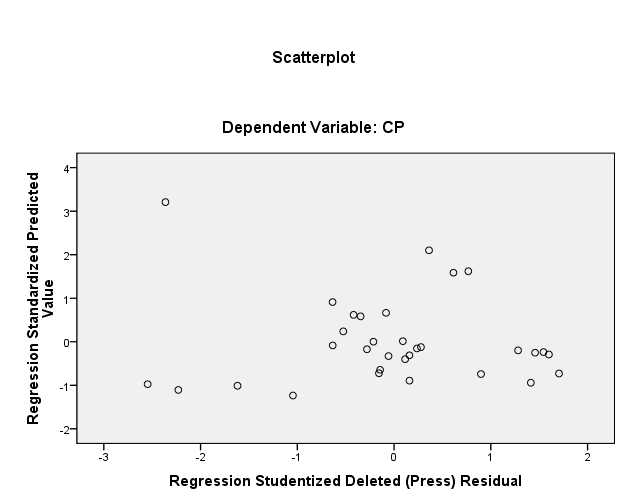 Scatterplot
Dependent Variable: CP
Regression Standardized Predicted
Value
4
3
2
1
0
-1
-2
-3
-2
-1
0
1
2
Regression Studentized Deleted (Press) Residual